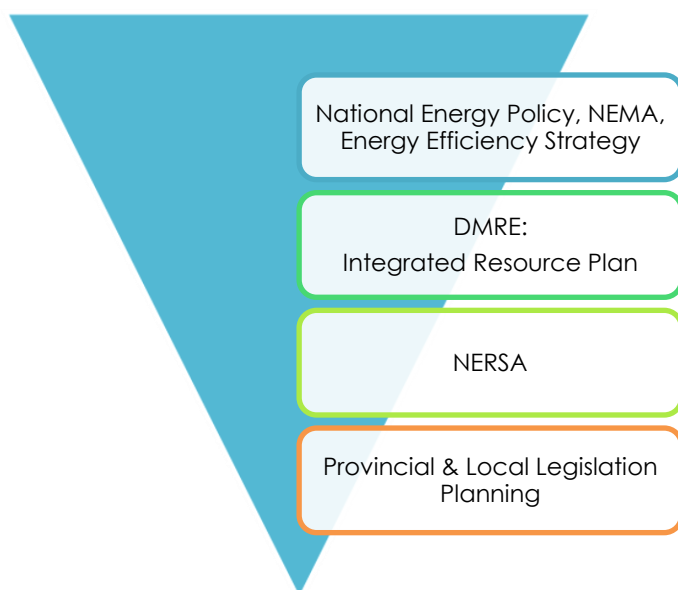 National Energy Policy, NEMA,
Energy Efficiency Strategy
DMRE:
Integrated Resource Plan
NERSA
Provincial & Local Legislation
Planning